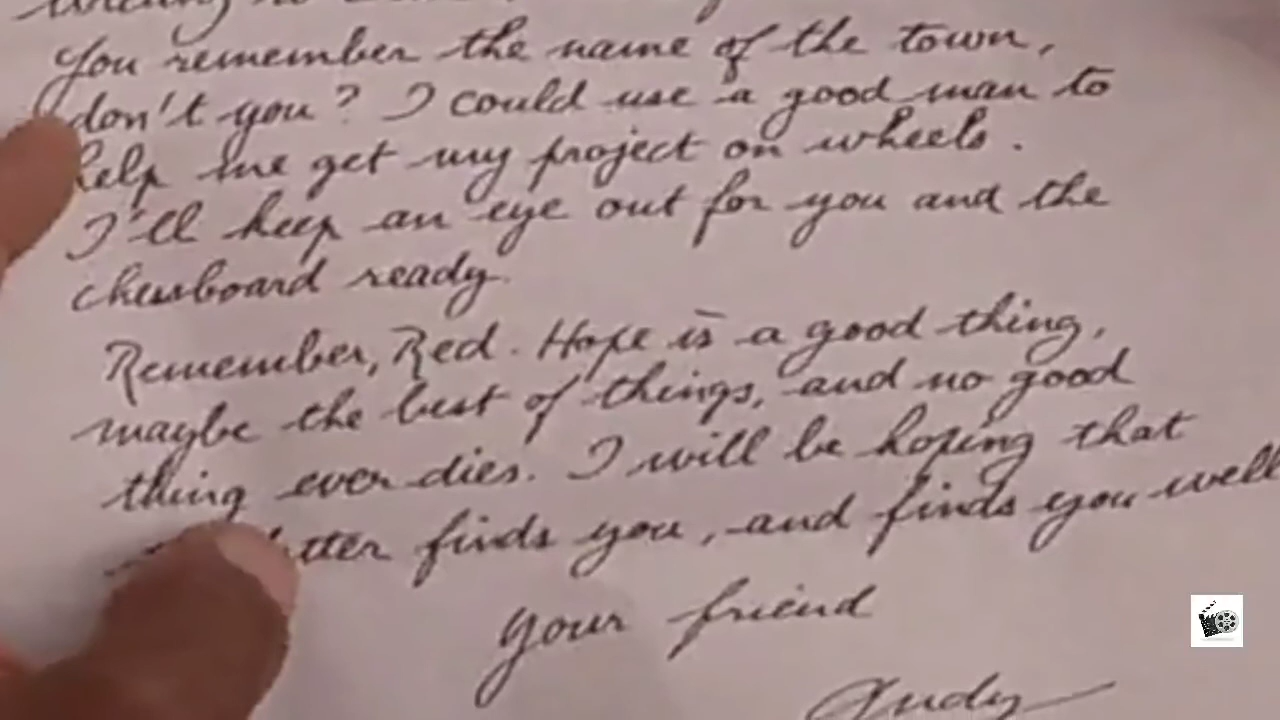 You remember the name of the town,
don't you? I could use a good man to
help me get my project on wheels.
I'll keep an eye out for you and the
chessboard ready.
Remember, Red. Hope is a good thing,
maybe the best of things, and no good
thing ever dies. I will be hoping that
finds you, and finds you well
your friend
Andy